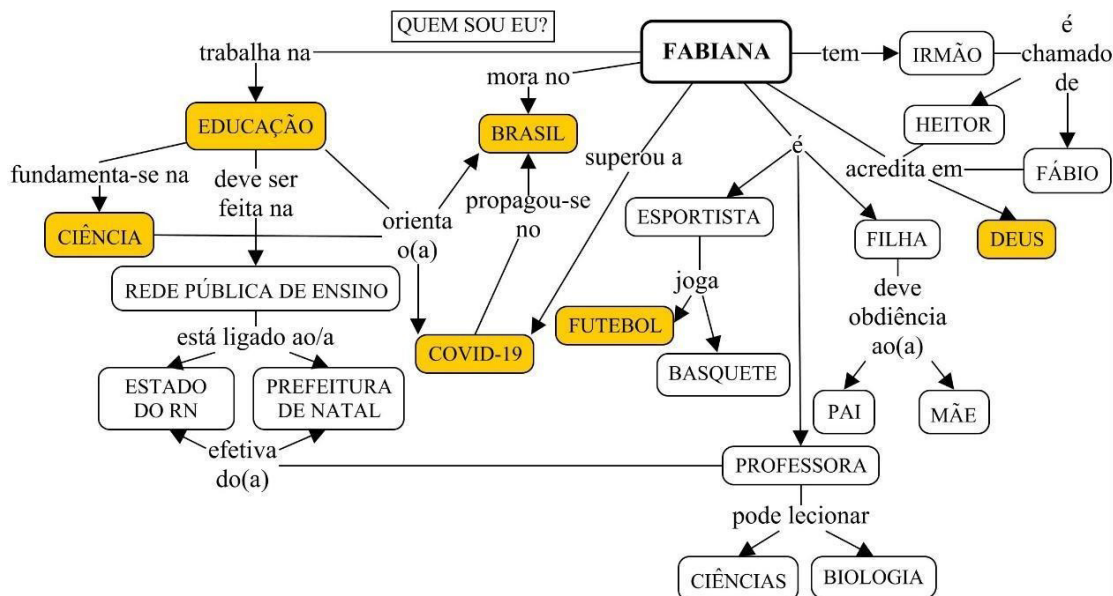 QUEM SOU EU?
FABIANA
trabalha na
EDUCAÇÃO
fundamenta-se na
CIÊNCIA
deve ser
feita na
REDE PÚBLICA DE ENSINO
está ligado ao/a
ESTADO
DO RN
PREFEITURA
DE NATAL
efetiva
do(a)
orienta
o(a)
mora no
BRASIL
propagou-se
no
COVID-19
superou a
é
ESPORTISTA
joga
FUTEBOL
BASQUETE
FILHA
deve
obdiência
ao(a)
PAI
MÃE
PROFESSORA
pode lecionar
CIÊNCIAS
BIOLOGIA
tem
IRMÃO
é
chamado
de
HEITOR
FÁBIO
acredita em
DEUS